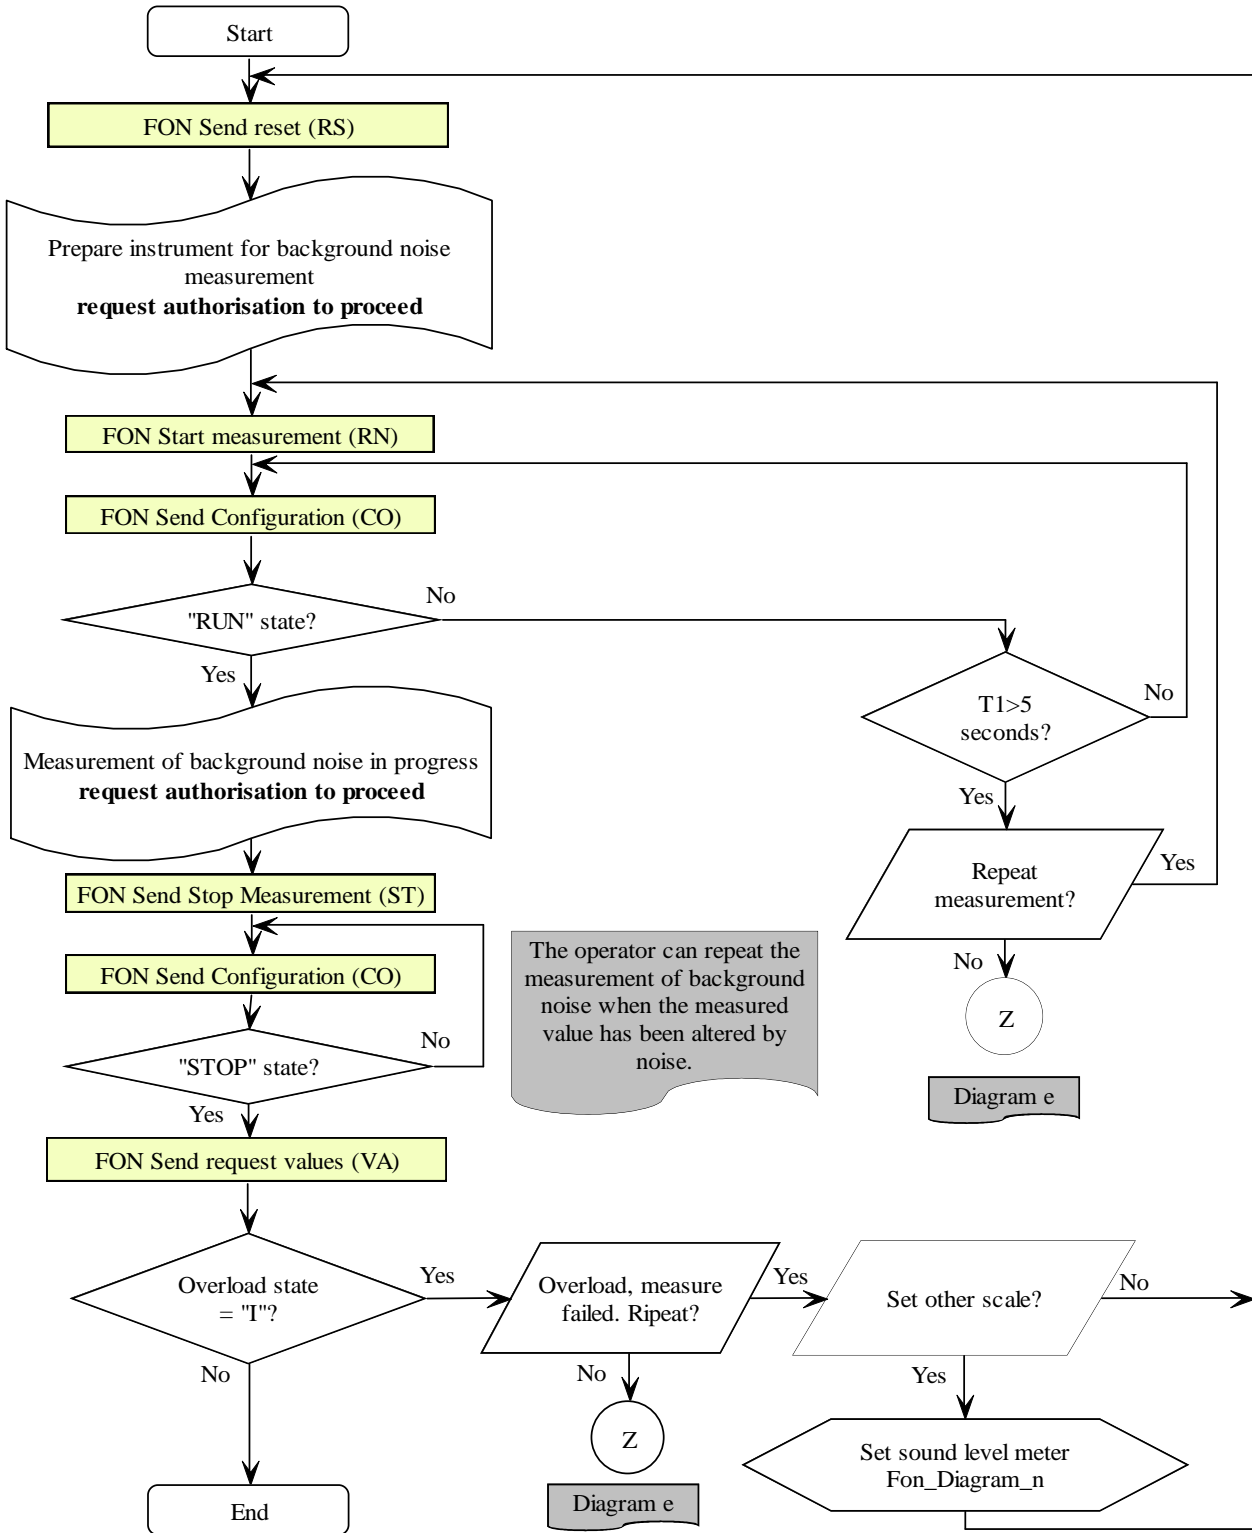 Start
FON Send reset (RS)
Prepare instrument for background noise
measurement
request authorisation to proceed
FON Start measurement (RN)
FON Send Configuration (CO)
"RUN" state?
No
Yes
T1>5
seconds?
No
Yes
Repeat
measurement?
Yes
No
Z
Diagram e
Measurement of background noise in progress
request authorisation to proceed
FON Send Stop Measurement (ST)
FON Send Configuration (CO)
"STOP" state?
No
Yes
The operator can repeat the
measurement of background
noise when the measured
value has been altered by
noise.
FON Send request values (VA)
Overload state
= "I"?
Yes
No
Overload, measure
failed. Ripeat?
Yes
No
Z
Diagram e
Set other scale?
No
Yes
Set sound level meter
Fon_Diagram_n
End